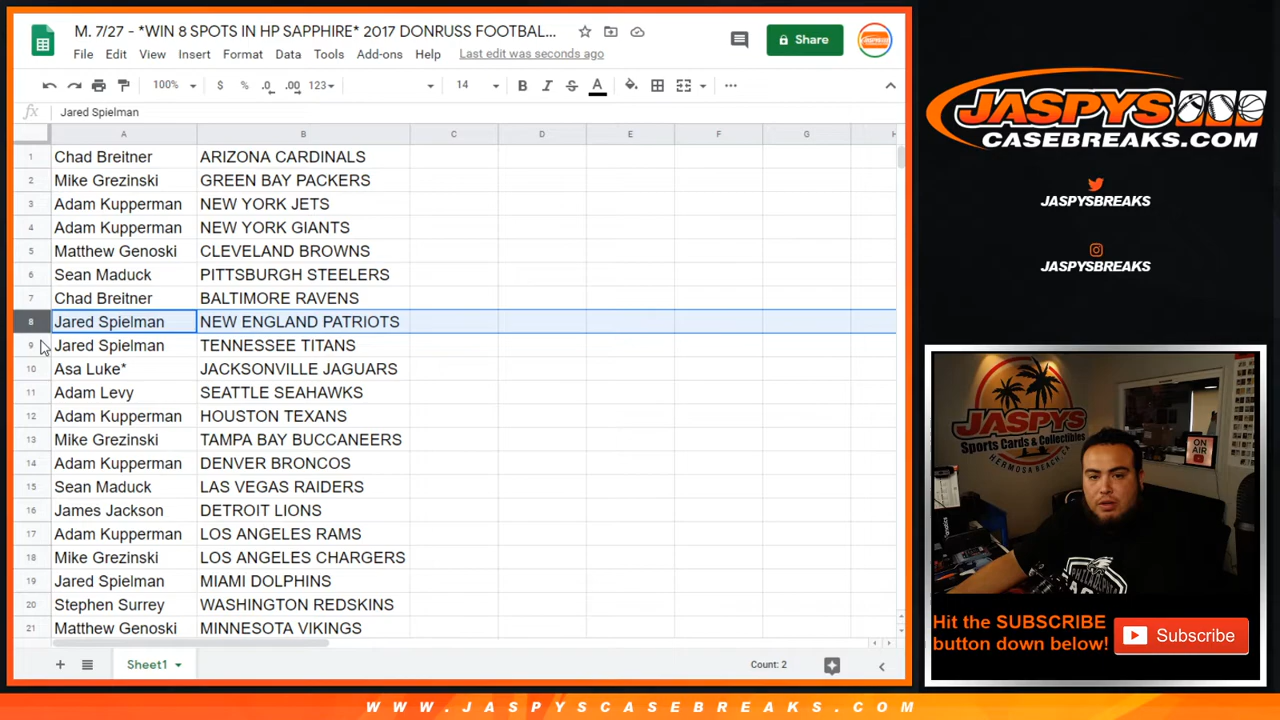 M. 7/27 - *WIN 8 SPOTS IN HP SAPPHIRE* 2017 DONRUSS FOOTBAL...
File Edit View Insert Format Data Tools Add-ons Help Last edit was seconds ago
Share
100% $ % .0 .00 123 14 B I S A
fx Jared Spielman
A B C D E F G H
1 Chad Breitner ARIZONA CARDINALS
2 Mike Grezinski GREEN BAY PACKERS
3 Adam Kupperman NEW YORK JETS
4 Adam Kupperman NEW YORK GIANTS
5 Matthew Genoski CLEVELAND BROWNS
6 Sean Maduck PITTSBURGH STEELERS
7 Chad Breitner BALTIMORE RAVENS
8 Jared Spielman NEW ENGLAND PATRIOTS
9 Jared Spielman TENNESSEE TITANS
10 Asa Luke* JACKSONVILLE JAGUARS
11 Adam Levy SEATTLE SEAHAWKS
12 Adam Kupperman HOUSTON TEXANS
13 Mike Grezinski TAMPA BAY BUCCANEERS
14 Adam Kupperman DENVER BRONCOS
15 Sean Maduck LAS VEGAS RAIDERS
16 James Jackson DETROIT LIONS
17 Adam Kupperman LOS ANGELES RAMS
18 Mike Grezinski LOS ANGELES CHARGERS
19 Jared Spielman MIAMI DOLPHINS
20 Stephen Surrey WASHINGTON REDSKINS
21 Matthew Genoski MINNESOTA VIKINGS
Sheet1 Count: 2
JASPYS
CASEBREAKS.COM
JASPYSBREAKS
JASPYSBREAKS
JASPYS
Sports Cards & Collectibles
HERMOSA BEACH, CA
ON AIR
Hit the SUBSCRIBE
button down below!
Subscribe
WWW.JASPYSCASEBREAKS.COM